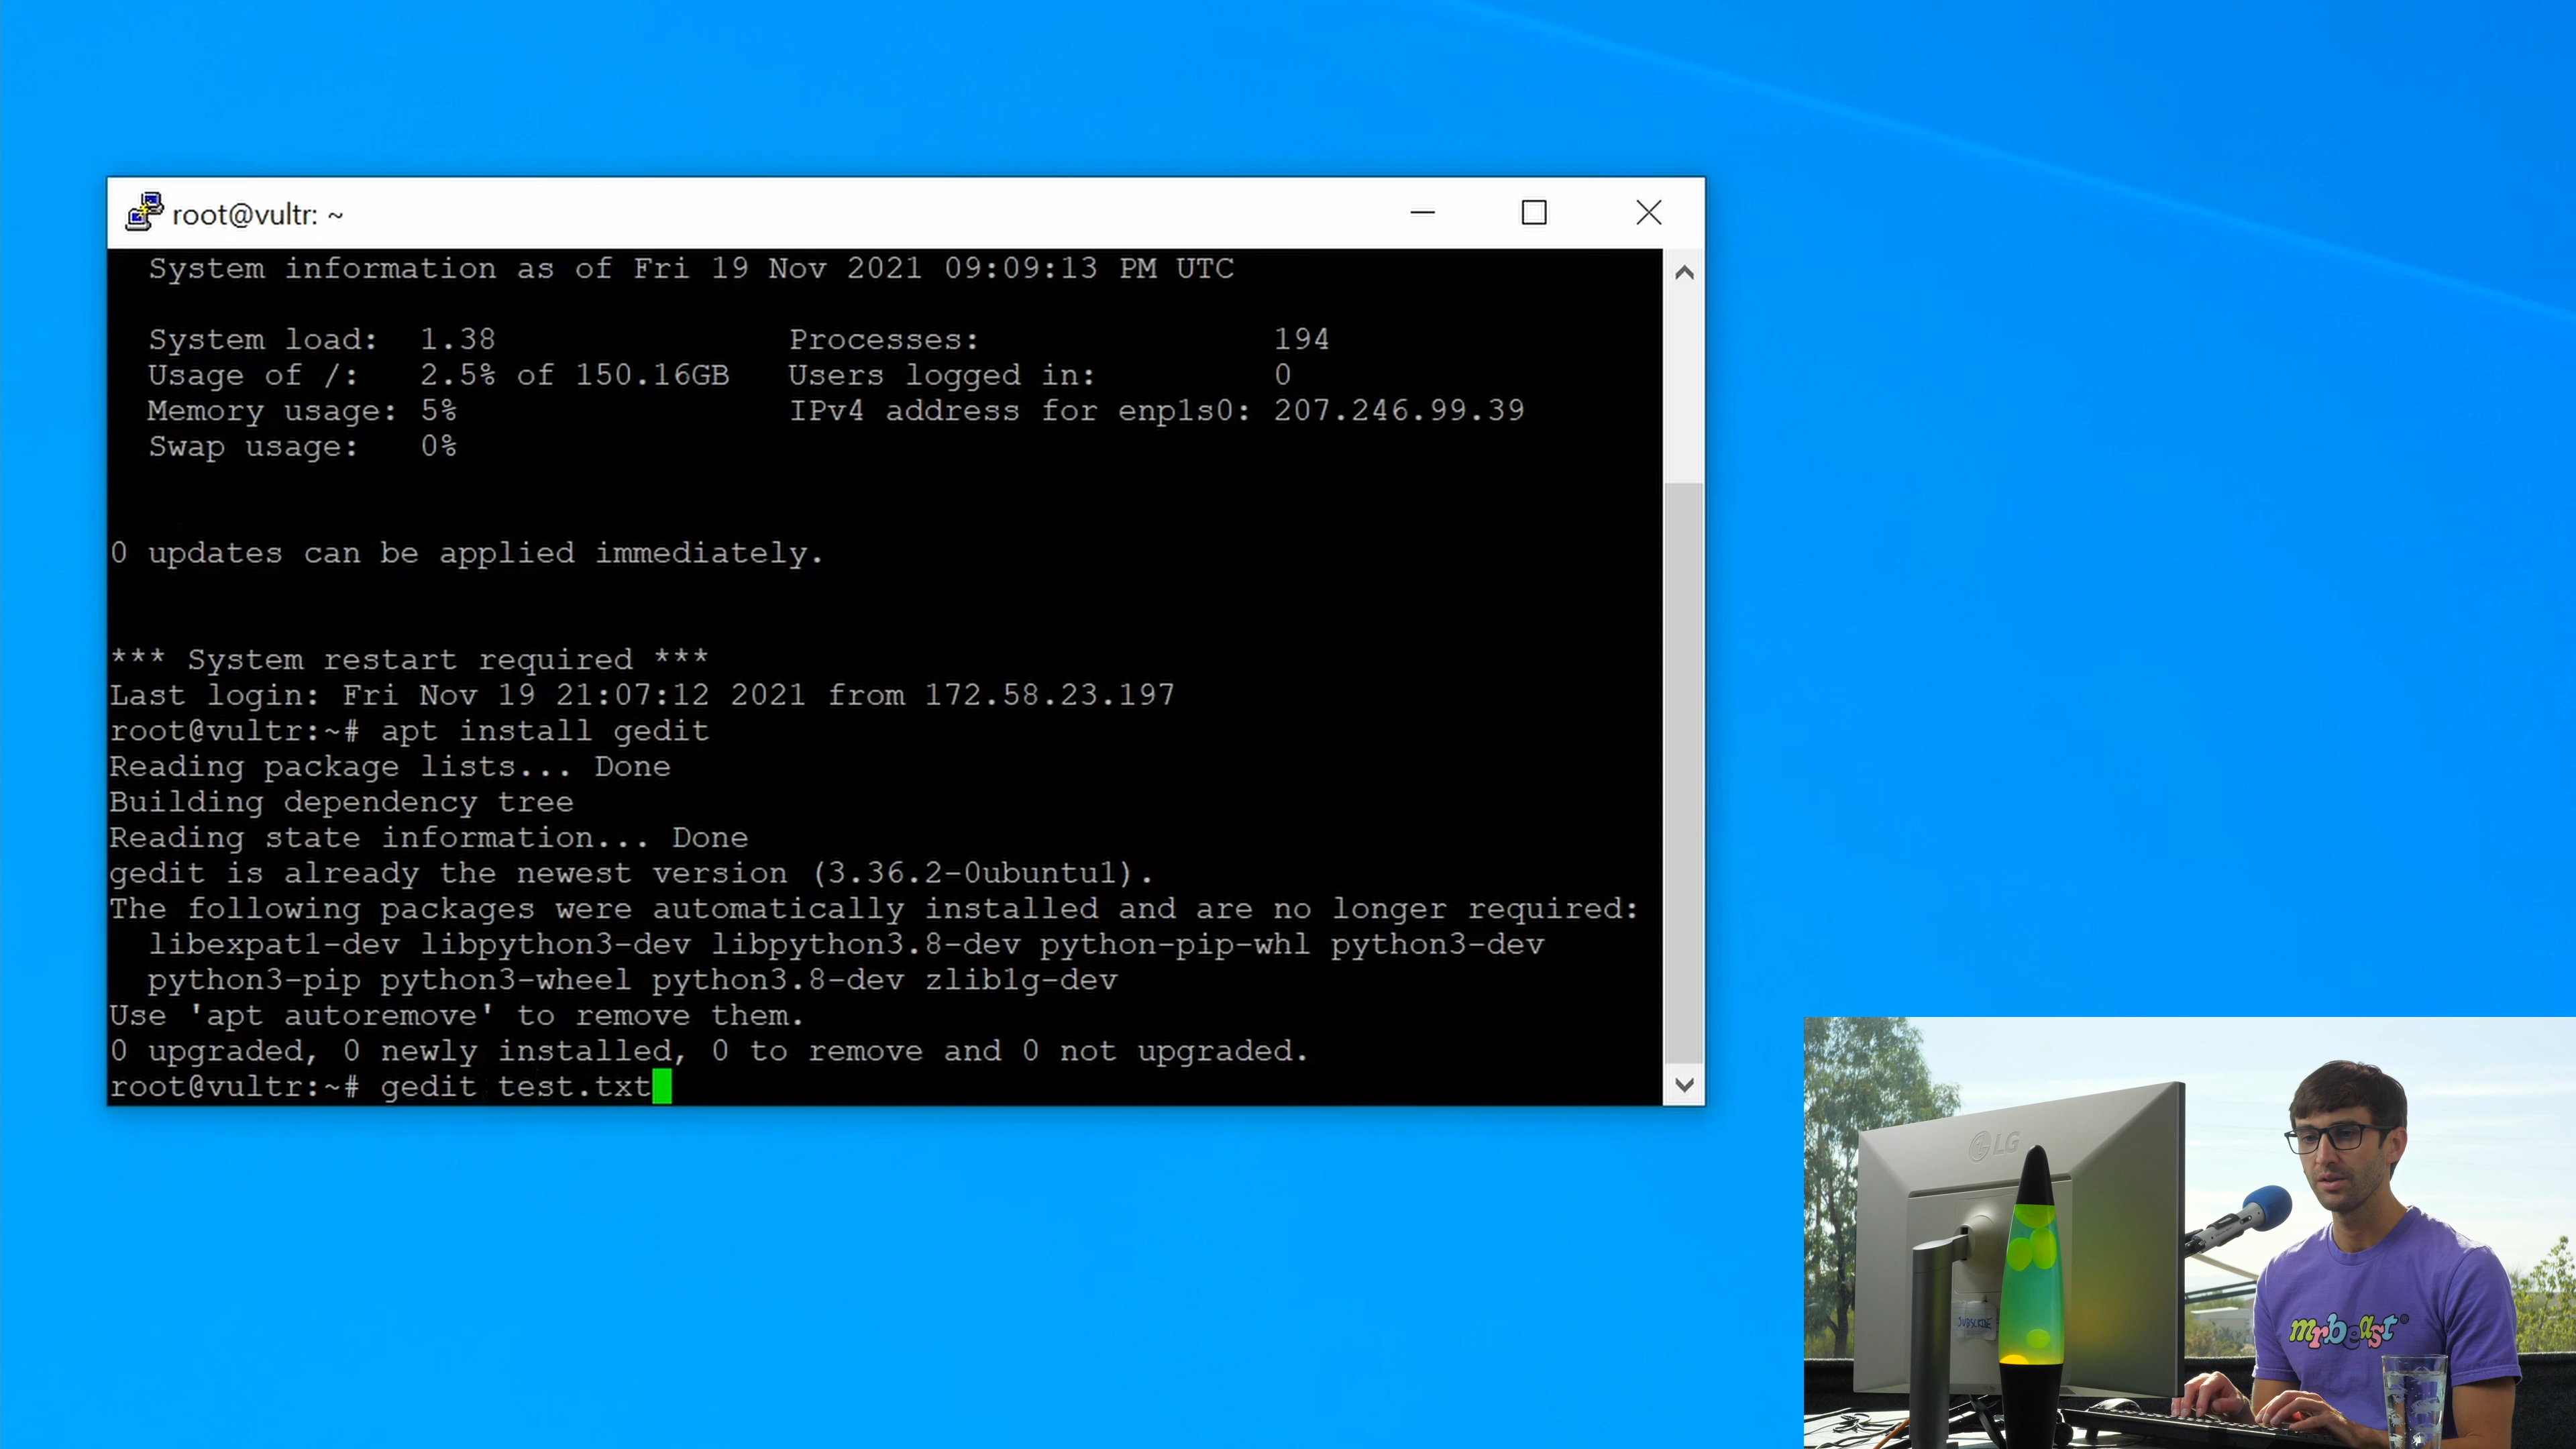 root@vultr: ~
System information as of Fri 19 Nov 2021 09:09:13 PM UTC
System load: 1.38 Processes: 194
Usage of /: 2.5% of 150.16GB Users logged in: 0
Memory usage: 5% IPv4 address for enp1s0: 207.246.99.39
Swap usage: 0%
0 updates can be applied immediately.
*** System restart required ***
Last login: Fri Nov 19 21:07:12 2021 from 172.58.23.197
root@vultr:~# apt install gedit
Reading package lists... Done
Building dependency tree
Reading state information... Done
gedit is already the newest version (3.36.2-0ubuntu1).
The following packages were automatically installed and are no longer required:
libexpat1-dev libpython3-dev libpython3.8-dev python-pip-whl python3-dev
python3-pip python3-wheel python3.8-dev zlib1g-dev
Use 'apt autoremove' to remove them.
0 upgraded, 0 newly installed, 0 to remove and 0 not upgraded.
root@vultr:~# gedit test.txt
LG
SUBSCRIBE
mrbeast